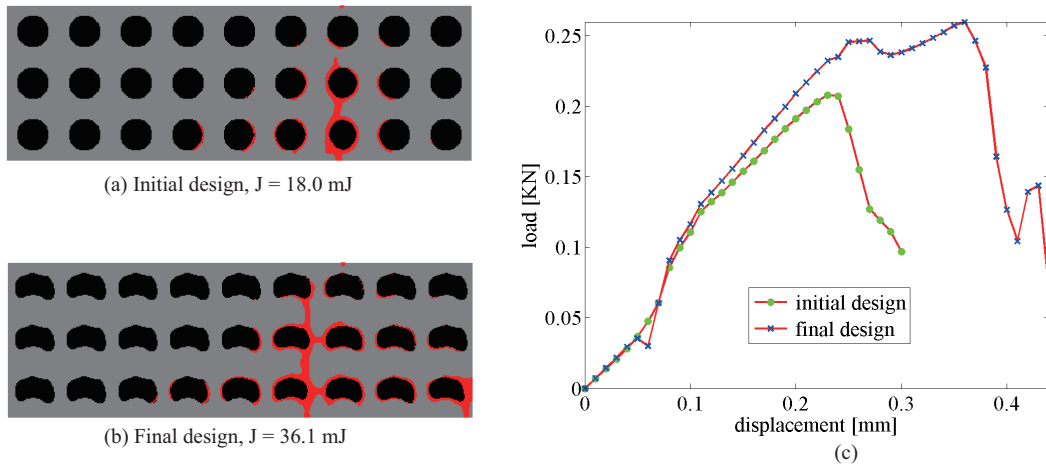 (a) Initial design, J = 18.0 mJ
(b) Final design, J = 36.1 mJ
load [KN]
0.25
0.2
0.15
0.1
0.05
0
0 0.1 0.2 0.3 0.4
displacement [mm]
initial design
final design
(c)